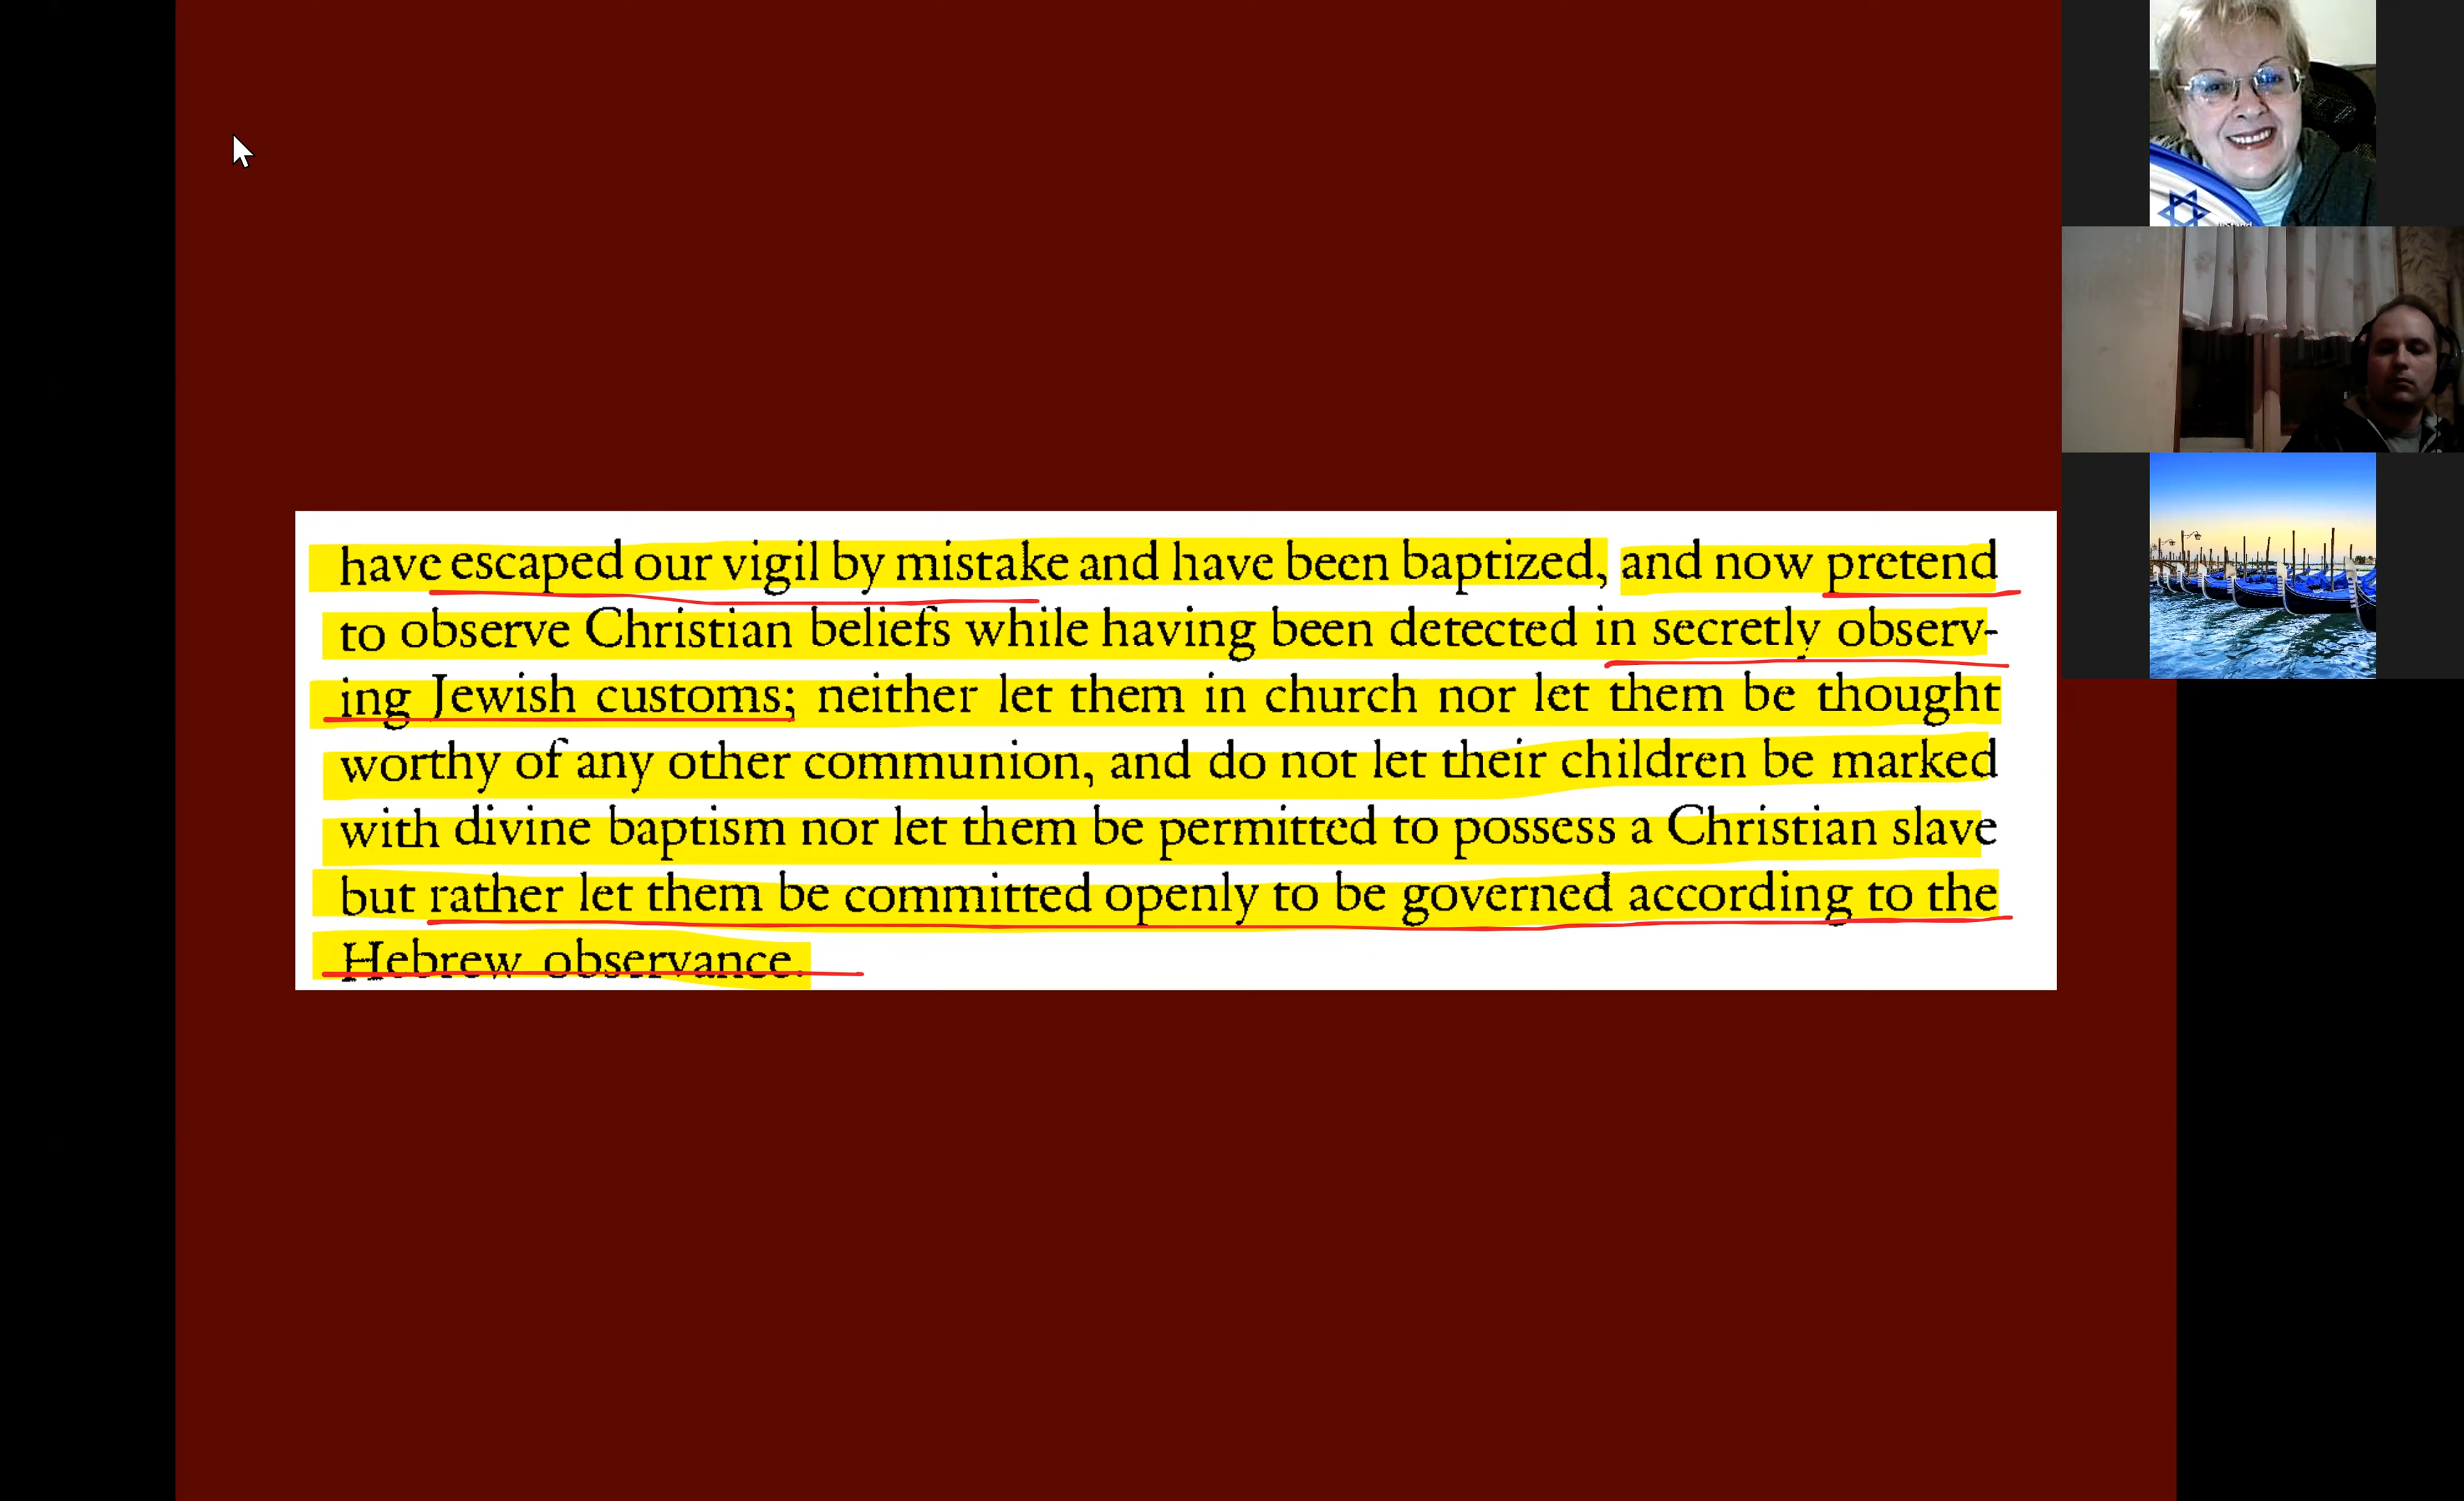 have escaped our vigil by mistake and have been baptized, and now pretend
to observe Christian beliefs while having been detected in secretly observ-
ing Jewish customs; neither let them in church nor let them be thought
worthy of any other communion, and do not let their children be marked
with divine baptism nor let them be permitted to possess a Christian slave
but rather let them be committed openly to be governed according to the
Hebrew observance.